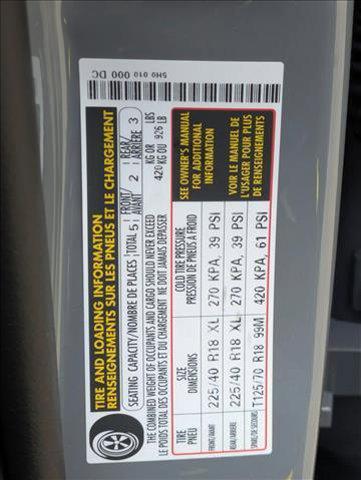 5H0 010 000 DC
TIRE AND LOADING INFORMATION
RENSEIGNEMENTS SUR LES PNEUS ET LE CHARGEMENT
SEATING CAPACITY/NOMBRE DE PLACES TOTAL 5 FRONT/AVANT 2 REAR/ARRIÈRE 3
THE COMBINED WEIGHT OF OCCUPANTS AND CARGO SHOULD NEVER EXCEED 420 KG OR 926 LBS
LE POIDS TOTAL DES OCCUPANTS ET DU CHARGEMENT NE DOIT JAMAIS DÉPASSER 420 KG OU 926 LB
TIRE SIZE COLD TIRE PRESSURE
PNEU DIMENSIONS PRESSION DE PNEUS A FROID
FRONT/AVANT 225/40 R18 XL 270 KPA, 39 PSI
REAR/ARRIÈRE 225/40 R18 XL 270 KPA, 39 PSI
SPARE/DE SECOURS T125/70 R18 99M 420 KPA, 61 PSI
SEE OWNER'S MANUAL
FOR ADDITIONAL
INFORMATION
VOIR LE MANUEL DE
L'USAGER POUR PLUS
DE RENSEIGNEMENTS